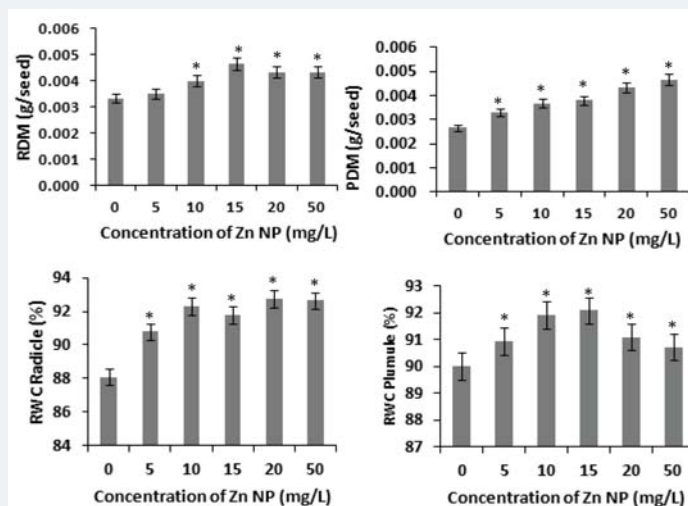 RDM (g/seed)
0.006
0.005
0.004
0.003
0.002
0.001
0.000
* * * *
0 5 10 15 20 50
Concentration of Zn NP (mg/L)
PDM (g/seed)
0.006
0.005
0.004
0.003
0.002
0.001
0.000
* * * * *
0 5 10 15 20 50
Concentration of Zn NP (mg/L)
RWC Radicle (%)
94
92
90
88
86
84
* * * * *
0 5 10 15 20 50
Concentration of Zn NP (mg/L)
RWC Plumule (%)
93
92
91
90
89
88
87
* * * * *
0 5 10 15 20 50
Concentration of Zn NP (mg/L)